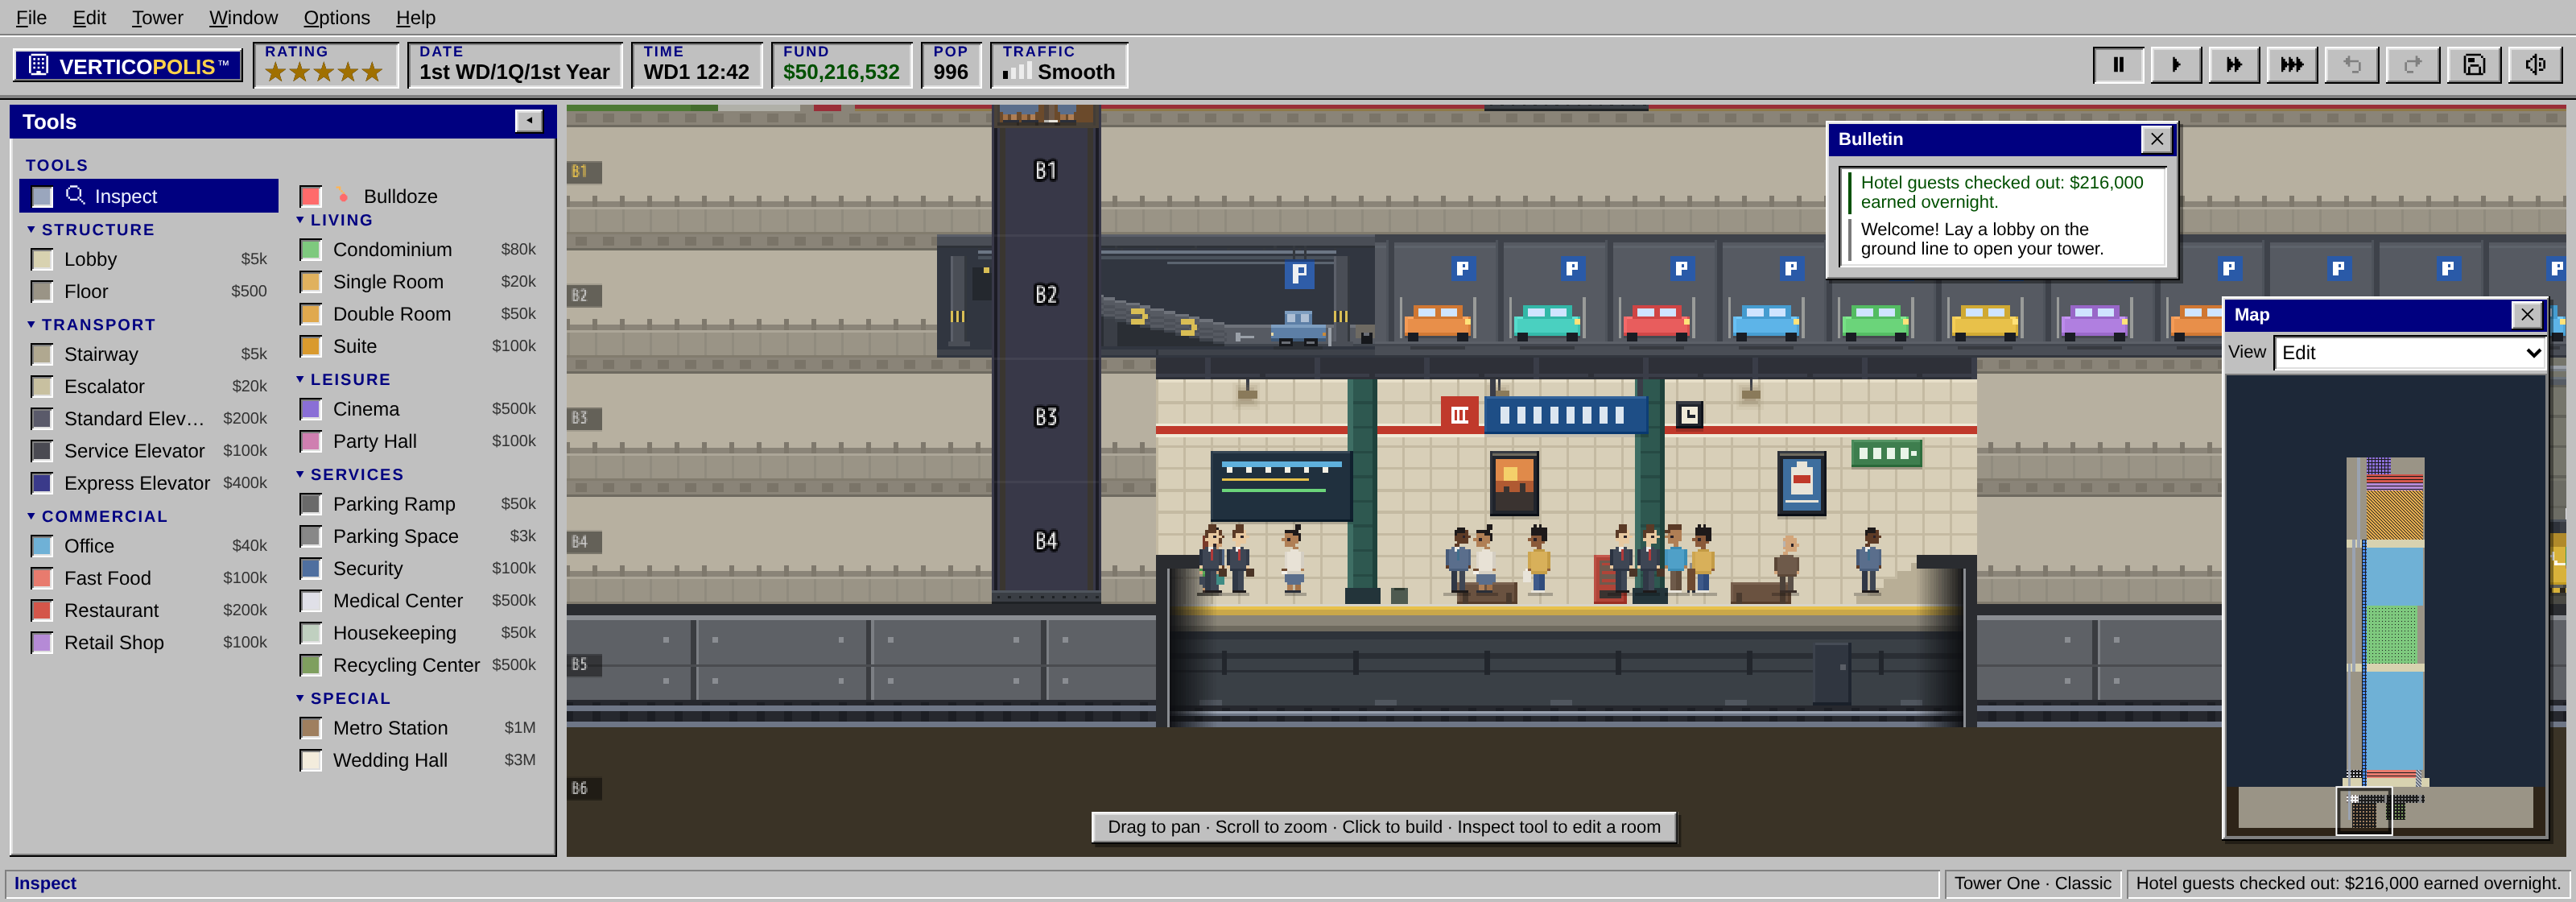 File Edit Tower Window Options Help
VERTICOPOLIS™
RATING
★★★★★
DATE
1st WD/1Q/1st Year
TIME
WD1 12:42
FUND
$50,216,532
POP
996
TRAFFIC
Smooth
Tools
TOOLS
Inspect
Bulldoze
STRUCTURE
Lobby $5k
Floor $500
TRANSPORT
Stairway $5k
Escalator $20k
Standard Elev… $200k
Service Elevator $100k
Express Elevator $400k
COMMERCIAL
Office $40k
Fast Food $100k
Restaurant $200k
Retail Shop $100k
LIVING
Condominium $80k
Single Room $20k
Double Room $50k
Suite $100k
LEISURE
Cinema $500k
Party Hall $100k
SERVICES
Parking Ramp $50k
Parking Space $3k
Security $100k
Medical Center $500k
Housekeeping $50k
Recycling Center $500k
SPECIAL
Metro Station $1M
Wedding Hall $3M
B1
B2
B3
B4
B5
B6
B1
B2
B3
B4
P
P
P
P
P
P
P
P
P
Bulletin
Hotel guests checked out: $216,000
earned overnight.
Welcome! Lay a lobby on the
ground line to open your tower.
Map
View Edit
Drag to pan · Scroll to zoom · Click to build · Inspect tool to edit a room
Inspect
Tower One · Classic
Hotel guests checked out: $216,000 earned overnight.